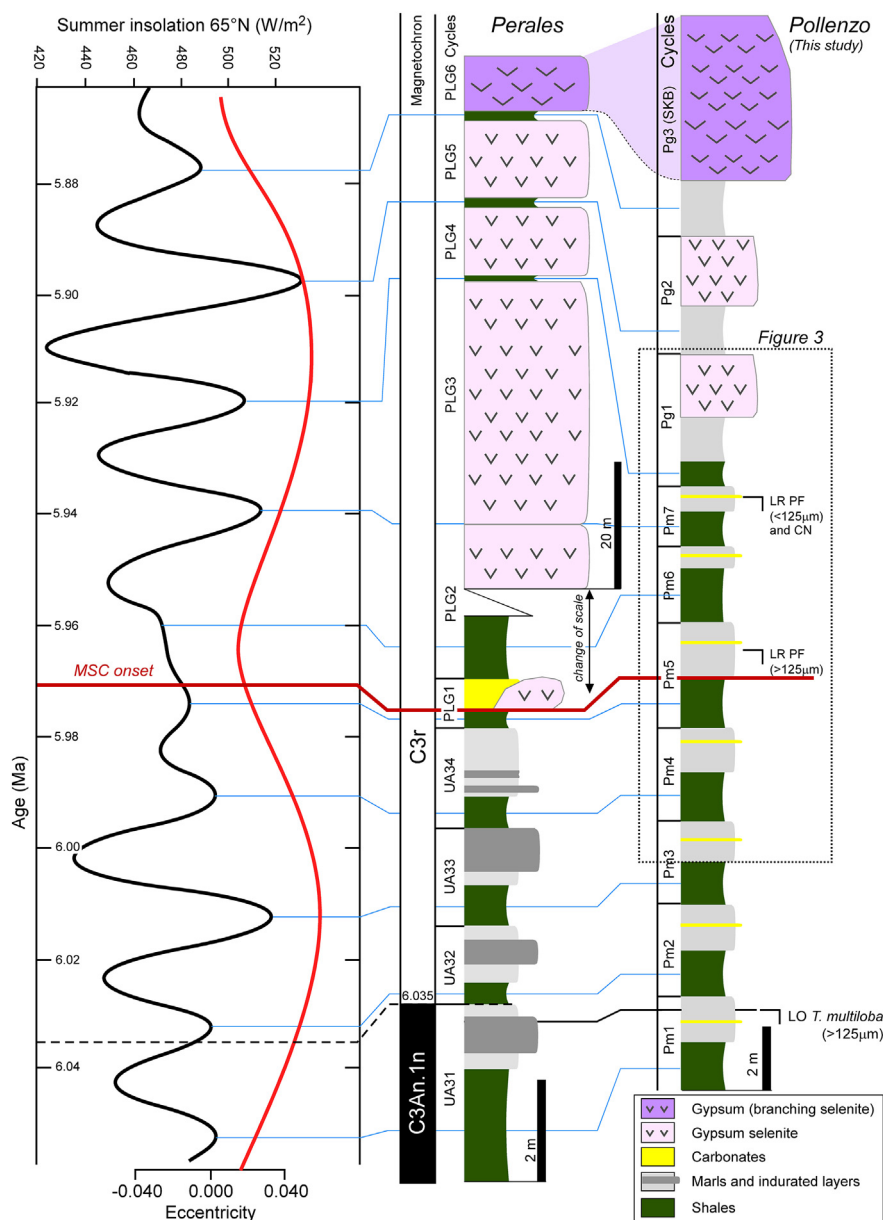 Summer insolation 65°N (W/m²)
420
440
460
480
500
520
5.88
5.90
5.92
5.94
5.96
5.98
6.00
6.02
6.04
Age (Ma)
MSC onset
-0.040
0.000
0.040
Eccentricity
Magnetochron
C3r
6.035
C3An.1n
Perales
Cycles
PLG6
PLG5
PLG4
PLG3
PLG2
PLG1
UA34
UA33
UA32
UA31
20 m
change of scale
2 m
Pollenzo
(This study)
Cycles
Pg3 (SKB)
Pg2
Pg1
Pm7
Pm6
Pm5
Pm4
Pm3
Pm2
Pm1
Figure 3
LR PF
(<125µm)
and CN
LR PF
(>125µm)
LO T. multiloba
(>125µm)
2 m
Gypsum (branching selenite)
Gypsum selenite
Carbonates
Marls and indurated layers
Shales